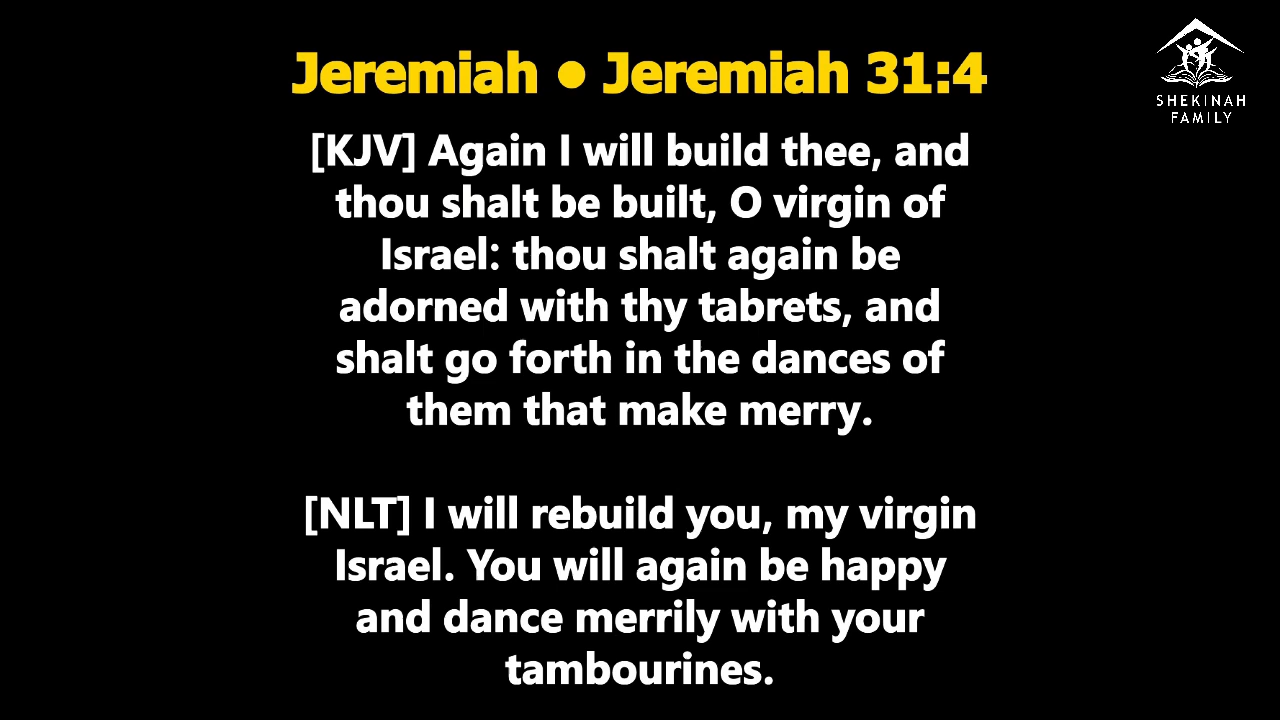 Jeremiah ● Jeremiah 31:4
SHEKINAH
FAMILY
[KJV] Again I will build thee, and
thou shalt be built, O virgin of
Israel: thou shalt again be
adorned with thy tabrets, and
shalt go forth in the dances of
them that make merry.
[NLT] I will rebuild you, my virgin
Israel. You will again be happy
and dance merrily with your
tambourines.